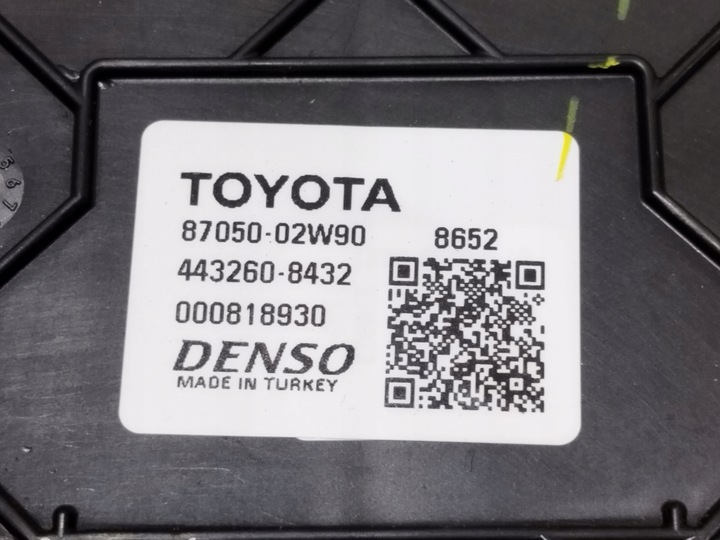 TOYOTA
87050-02W90 8652
443260-8432
000818930
DENSO
MADE IN TURKEY